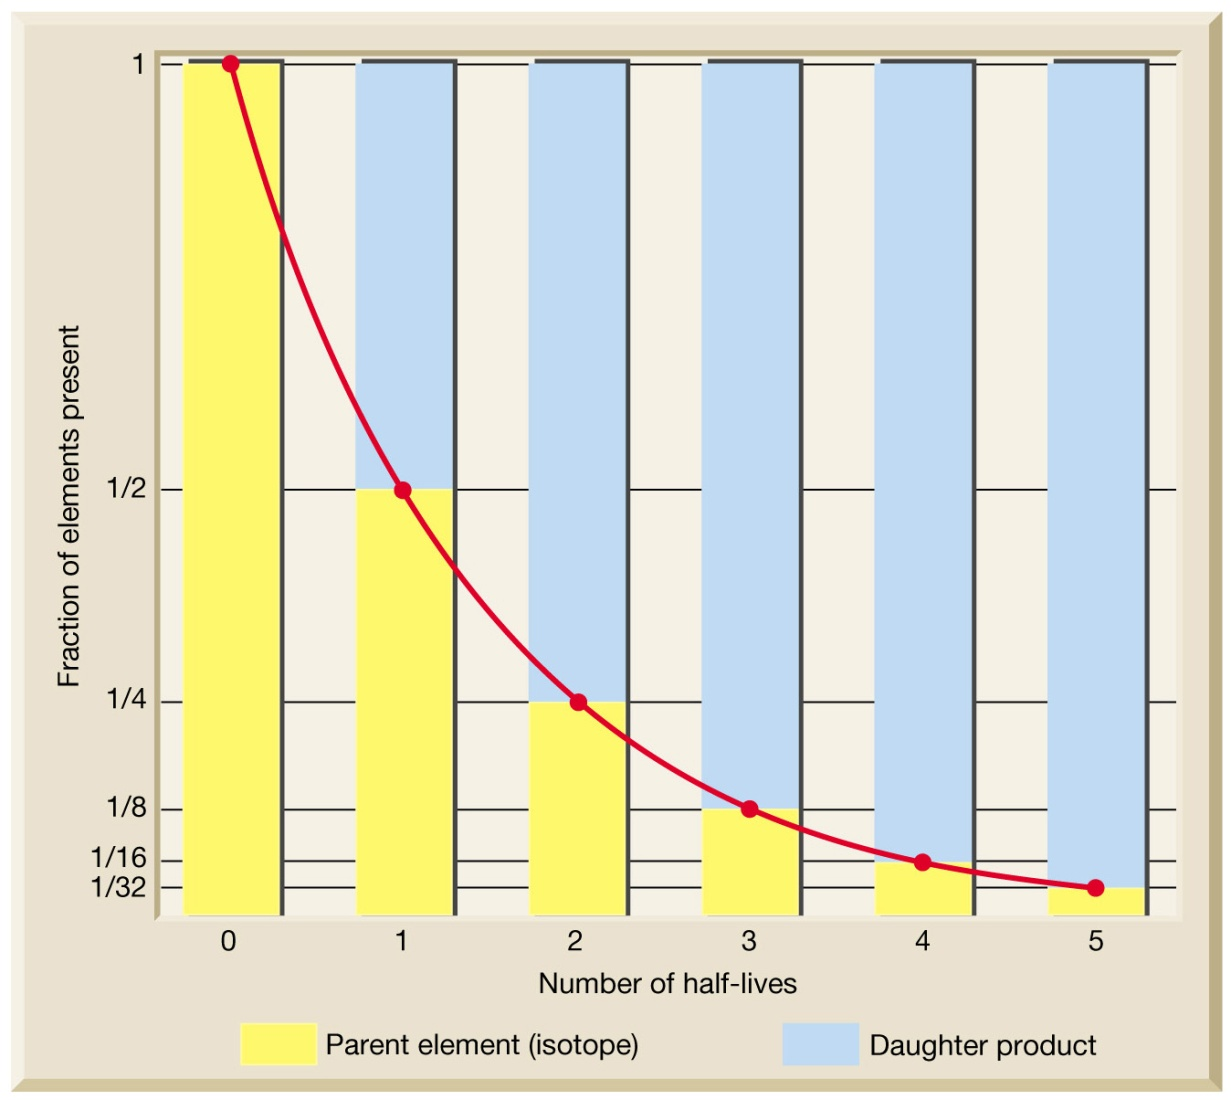 1
1/2
1/4
1/8
1/16
1/32
Fraction of elements present
0 1 2 3 4 5
Number of half-lives
Parent element (isotope) Daughter product